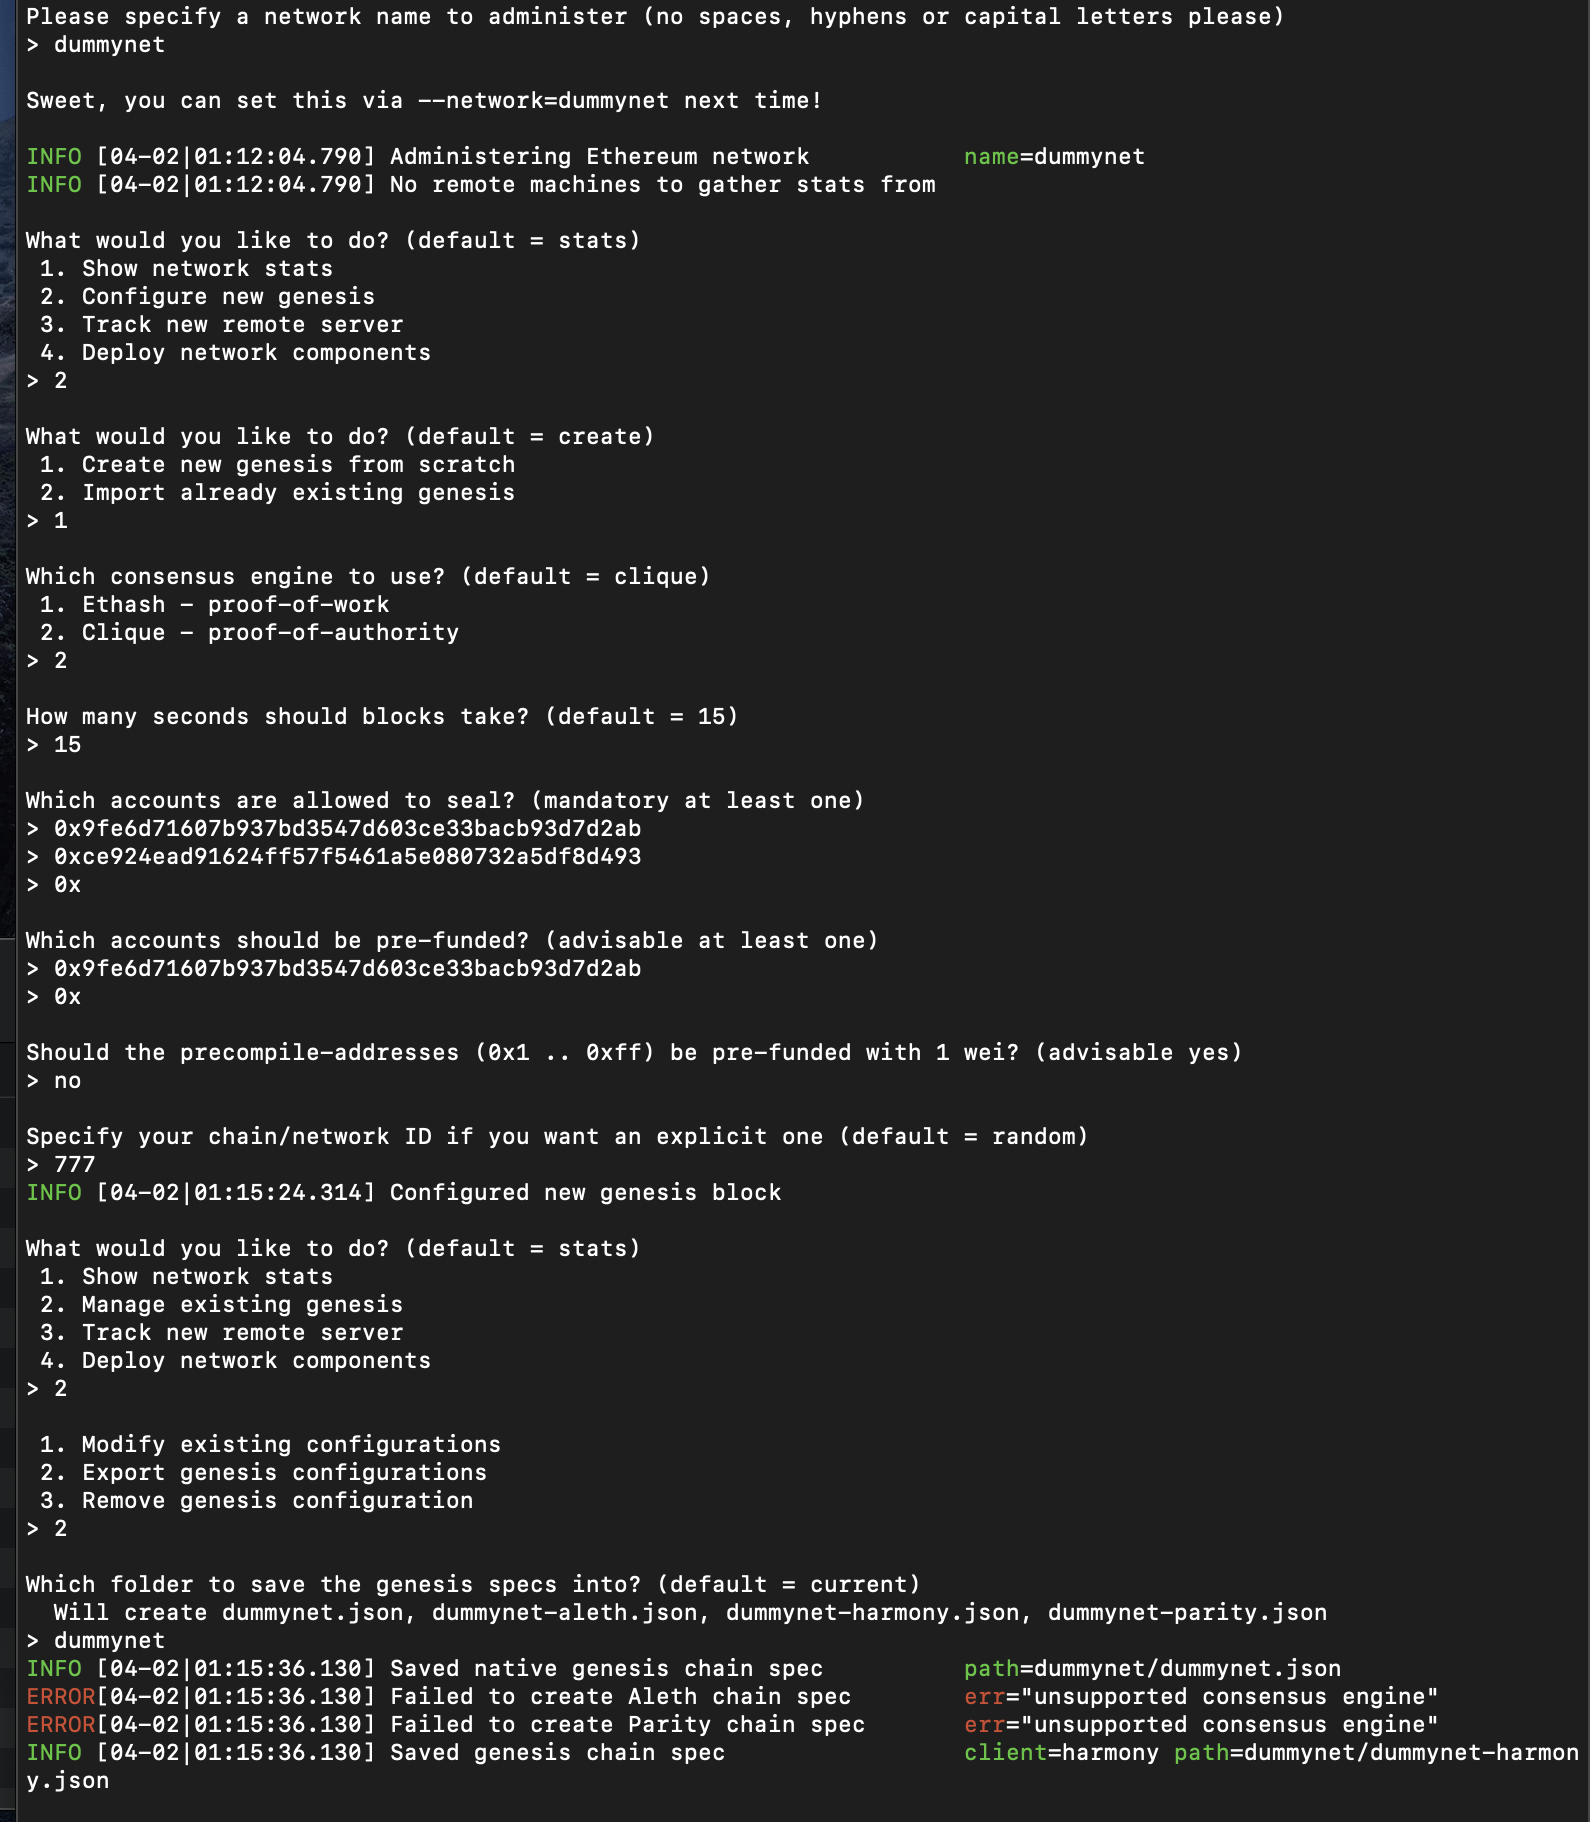 Please specify a network name to administer (no spaces, hyphens or capital letters please)
> dummynet
Sweet, you can set this via --network=dummynet next time!
INFO [04-02|01:12:04.790] Administering Ethereum network name=dummynet
INFO [04-02|01:12:04.790] No remote machines to gather stats from
What would you like to do? (default = stats)
1. Show network stats
2. Configure new genesis
3. Track new remote server
4. Deploy network components
> 2
What would you like to do? (default = create)
1. Create new genesis from scratch
2. Import already existing genesis
> 1
Which consensus engine to use? (default = clique)
1. Ethash - proof-of-work
2. Clique - proof-of-authority
> 2
How many seconds should blocks take? (default = 15)
> 15
Which accounts are allowed to seal? (mandatory at least one)
> 0x9fe6d71607b937bd3547d603ce33bacb93d7d2ab
> 0xce924ead91624ff57f5461a5e080732a5df8d493
> 0x
Which accounts should be pre-funded? (advisable at least one)
> 0x9fe6d71607b937bd3547d603ce33bacb93d7d2ab
> 0x
Should the precompile-addresses (0x1 .. 0xff) be pre-funded with 1 wei? (advisable yes)
> no
Specify your chain/network ID if you want an explicit one (default = random)
> 777
INFO [04-02|01:15:24.314] Configured new genesis block
What would you like to do? (default = stats)
1. Show network stats
2. Manage existing genesis
3. Track new remote server
4. Deploy network components
> 2
1. Modify existing configurations
2. Export genesis configurations
3. Remove genesis configuration
> 2
Which folder to save the genesis specs into? (default = current)
Will create dummynet.json, dummynet-aleth.json, dummynet-harmony.json, dummynet-parity.json
> dummynet
INFO [04-02|01:15:36.130] Saved native genesis chain spec path=dummynet/dummynet.json
ERROR[04-02|01:15:36.130] Failed to create Aleth chain spec err="unsupported consensus engine"
ERROR[04-02|01:15:36.130] Failed to create Parity chain spec err="unsupported consensus engine"
INFO [04-02|01:15:36.130] Saved genesis chain spec client=harmony path=dummynet/dummynet-harmon
y.json